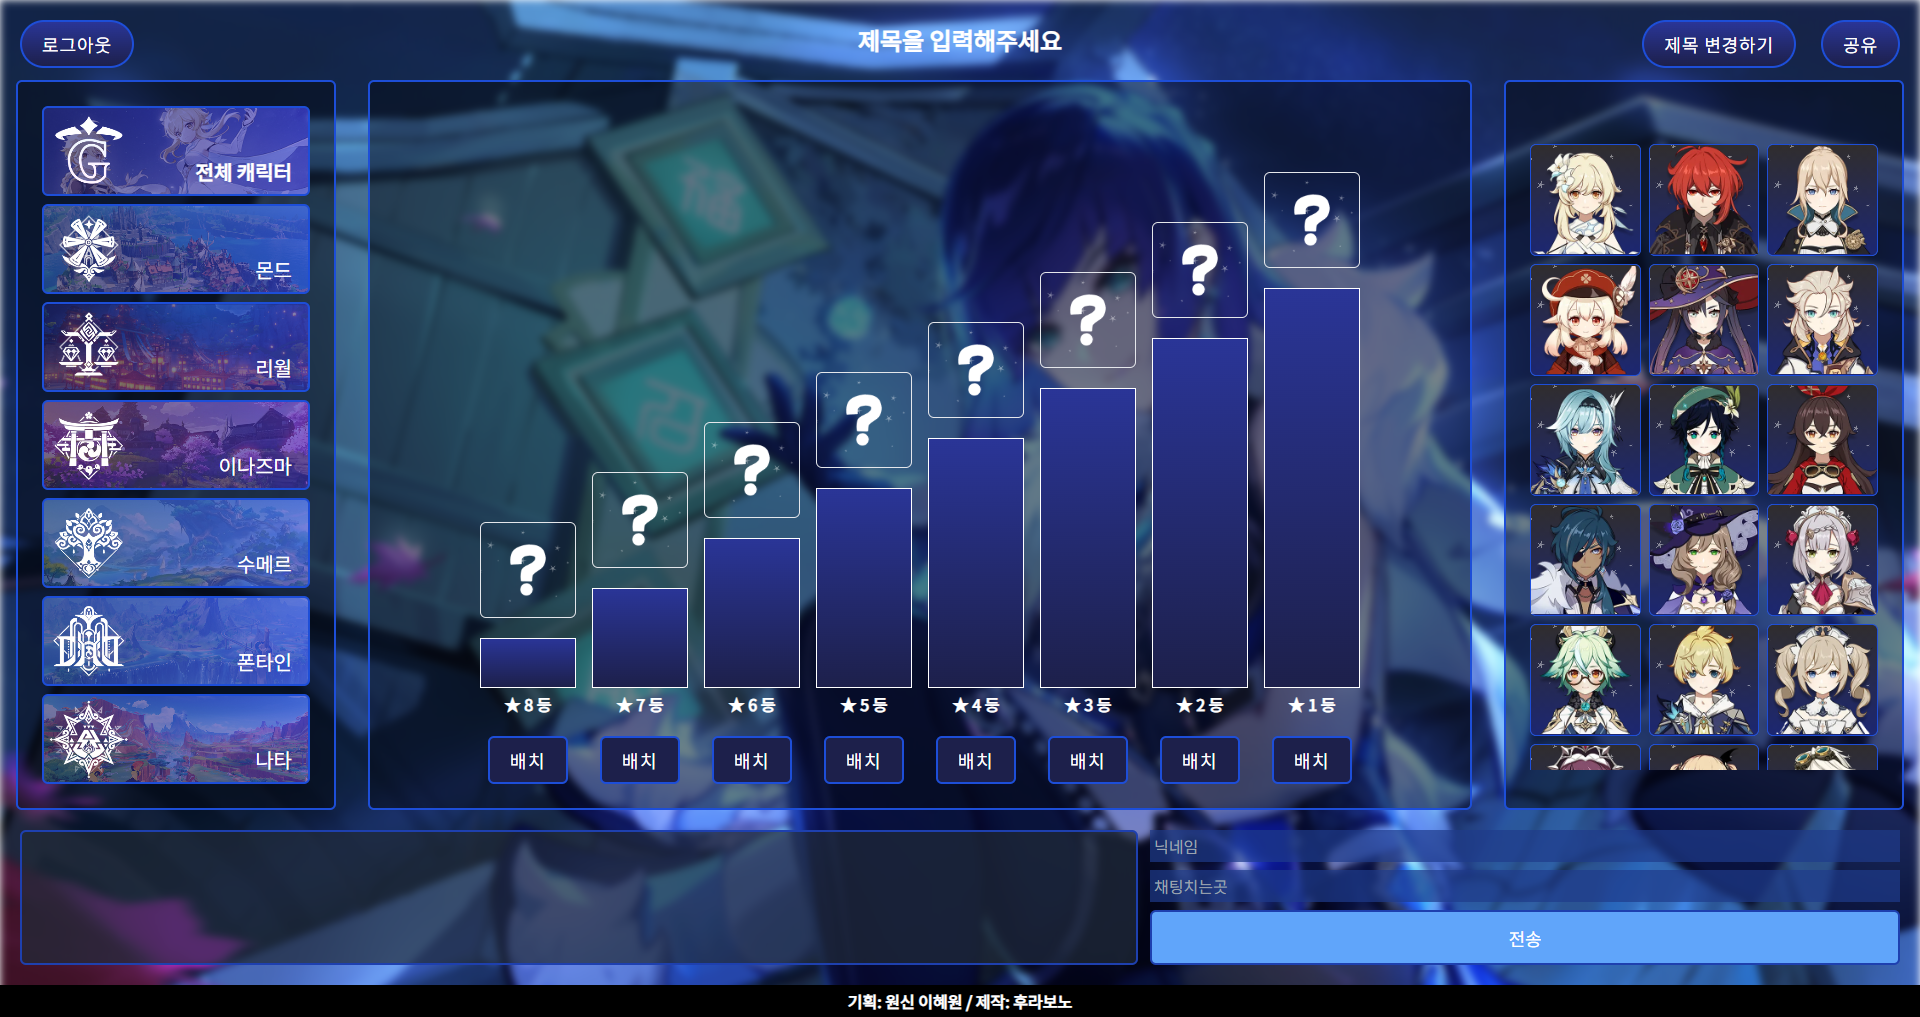 로그아웃
제목을 입력해주세요
제목 변경하기
공유
전체 캐릭터
몬드
리월
이나즈마
수메르
폰타인
나타
?
?
?
?
?
?
?
?
★8등
★7등
★6등
★5등
★4등
★3등
★2등
★1등
배치
배치
배치
배치
배치
배치
배치
배치
닉네임
채팅치는곳
전송
기획: 원신 이혜원 / 제작: 후라보노